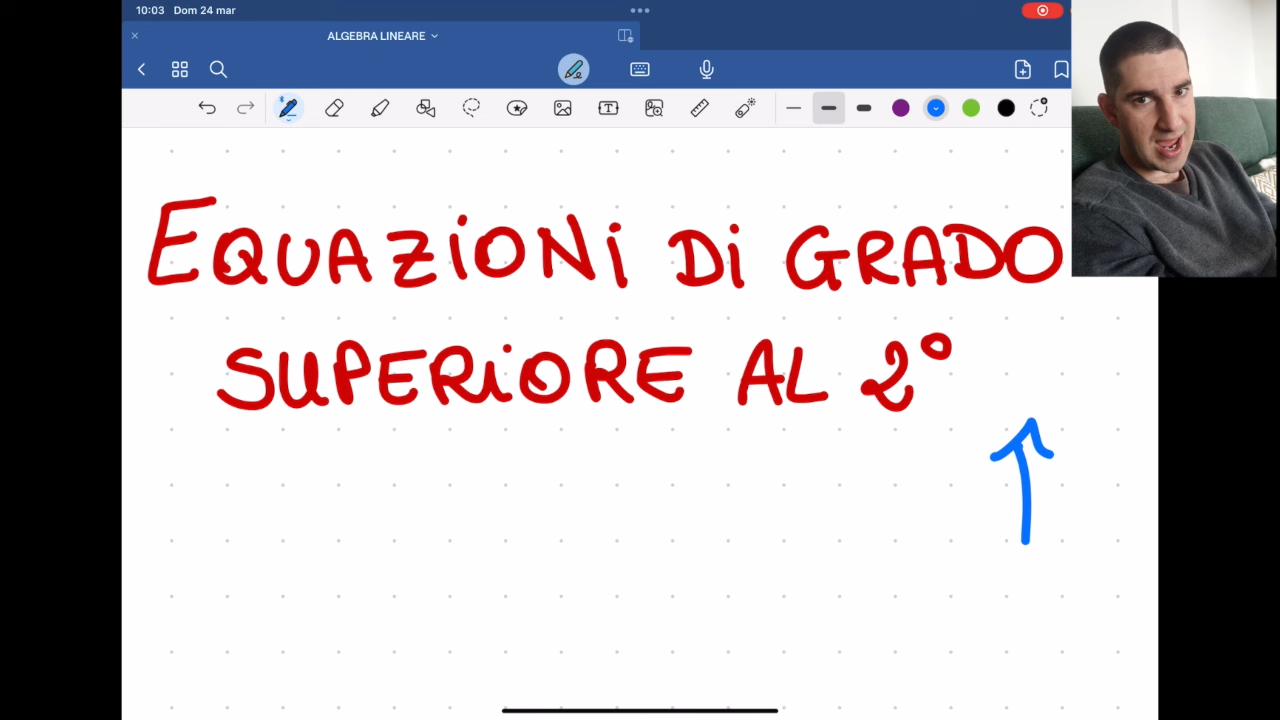 10:03 Dom 24 mar
ALGEBRA LINEARE
EQUAZIONI DI GRADO
SUPERIORE AL 2°